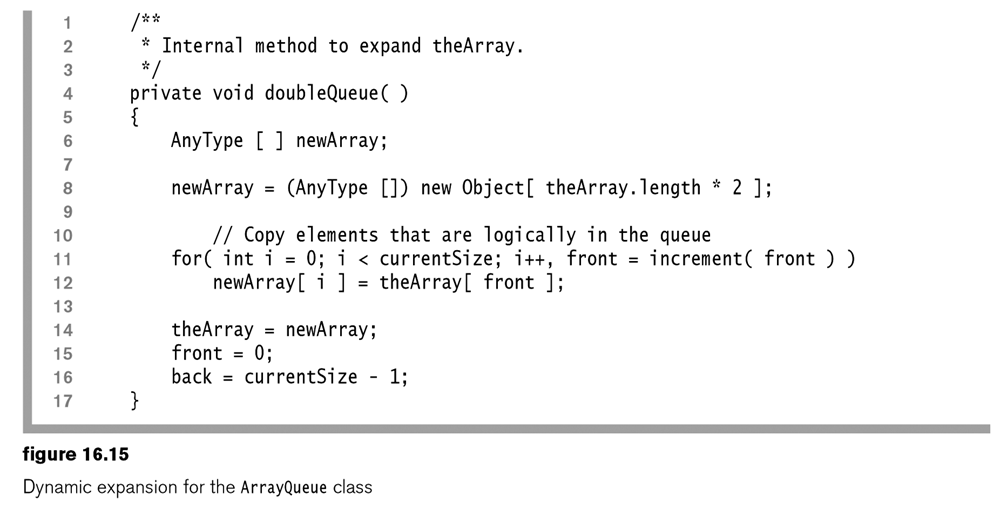 1 /**
2 * Internal method to expand theArray.
3 */
4 private void doubleQueue( )
5 {
6 AnyType [ ] newArray;
7
8 newArray = (AnyType []) new Object[ theArray.length * 2 ];
9
10 // Copy elements that are logically in the queue
11 for( int i = 0; i < currentSize; i++, front = increment( front ) )
12 newArray[ i ] = theArray[ front ];
13
14 theArray = newArray;
15 front = 0;
16 back = currentSize - 1;
17 }
figure 16.15
Dynamic expansion for the ArrayQueue class